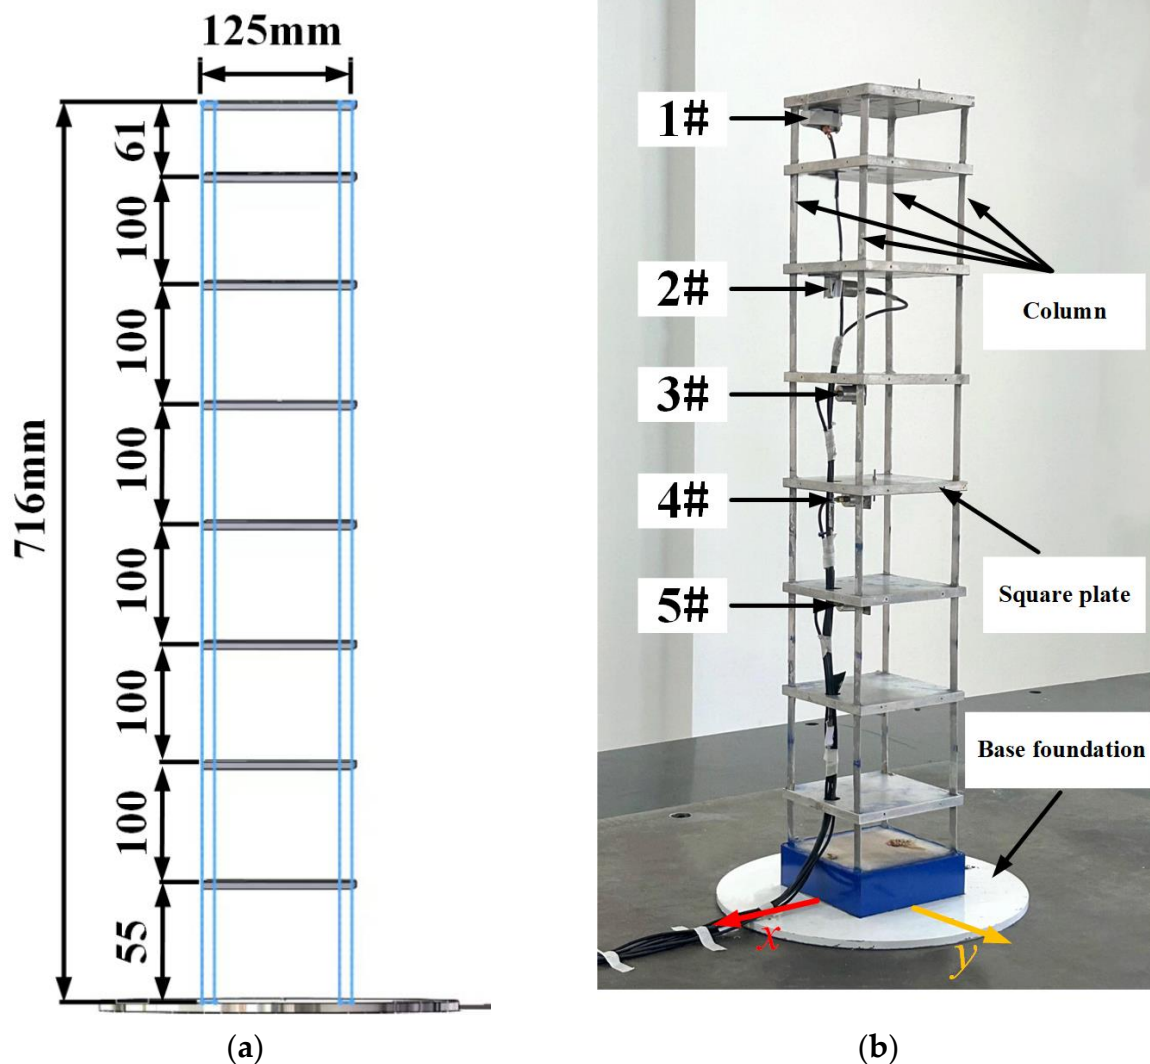 125mm
61
100
100
100
100
100
100
55
716mm
1#
2#
3#
4#
5#
Column
Square plate
Base foundation
x
y
(a)
(b)